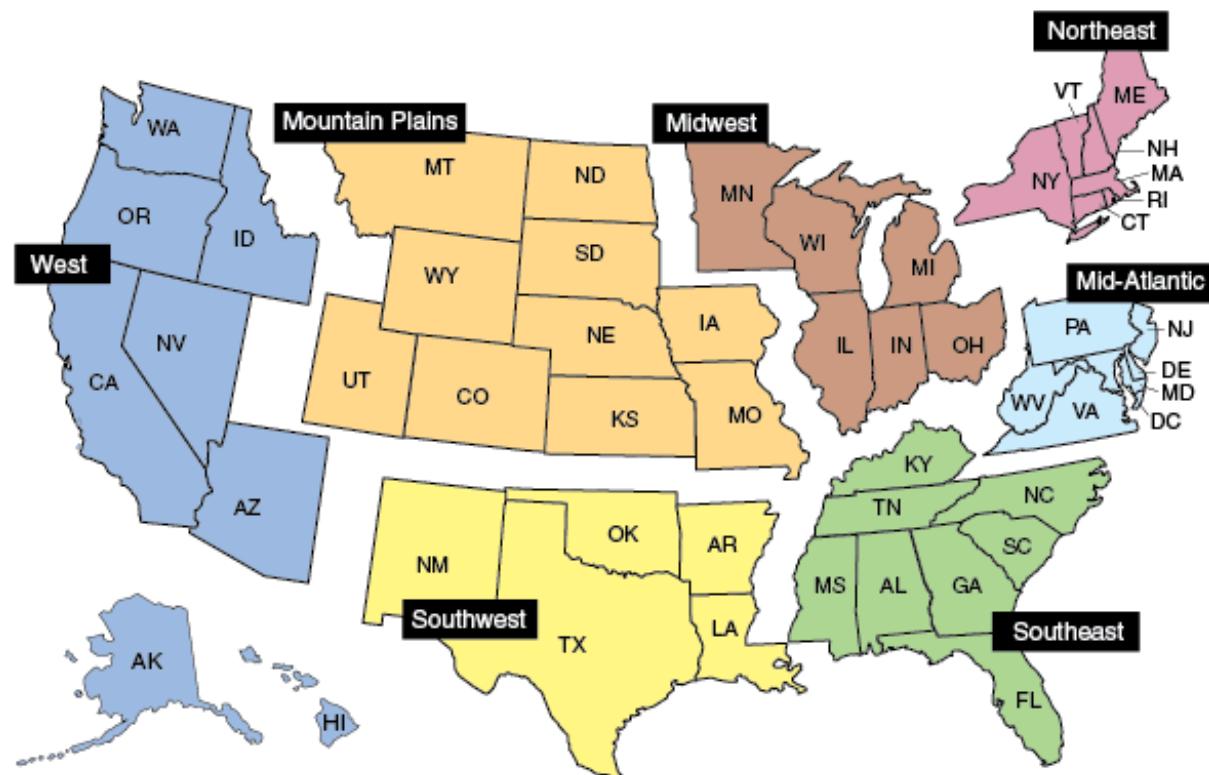 Northeast
VT
ME
WA
Mountain Plains
Midwest
NH
MT
ND
MA
NY
MN
RI
OR
CT
ID
WI
SD
West
MI
WY
Mid-Atlantic
IA
PA
NJ
NE
NV
IL
IN
OH
DE
CA
UT
MD
CO
WV
VA
DC
KS
MO
KY
NC
AZ
TN
OK
AR
SC
NM
MS
AL
GA
Southwest
LA
Southeast
TX
AK
FL
HI